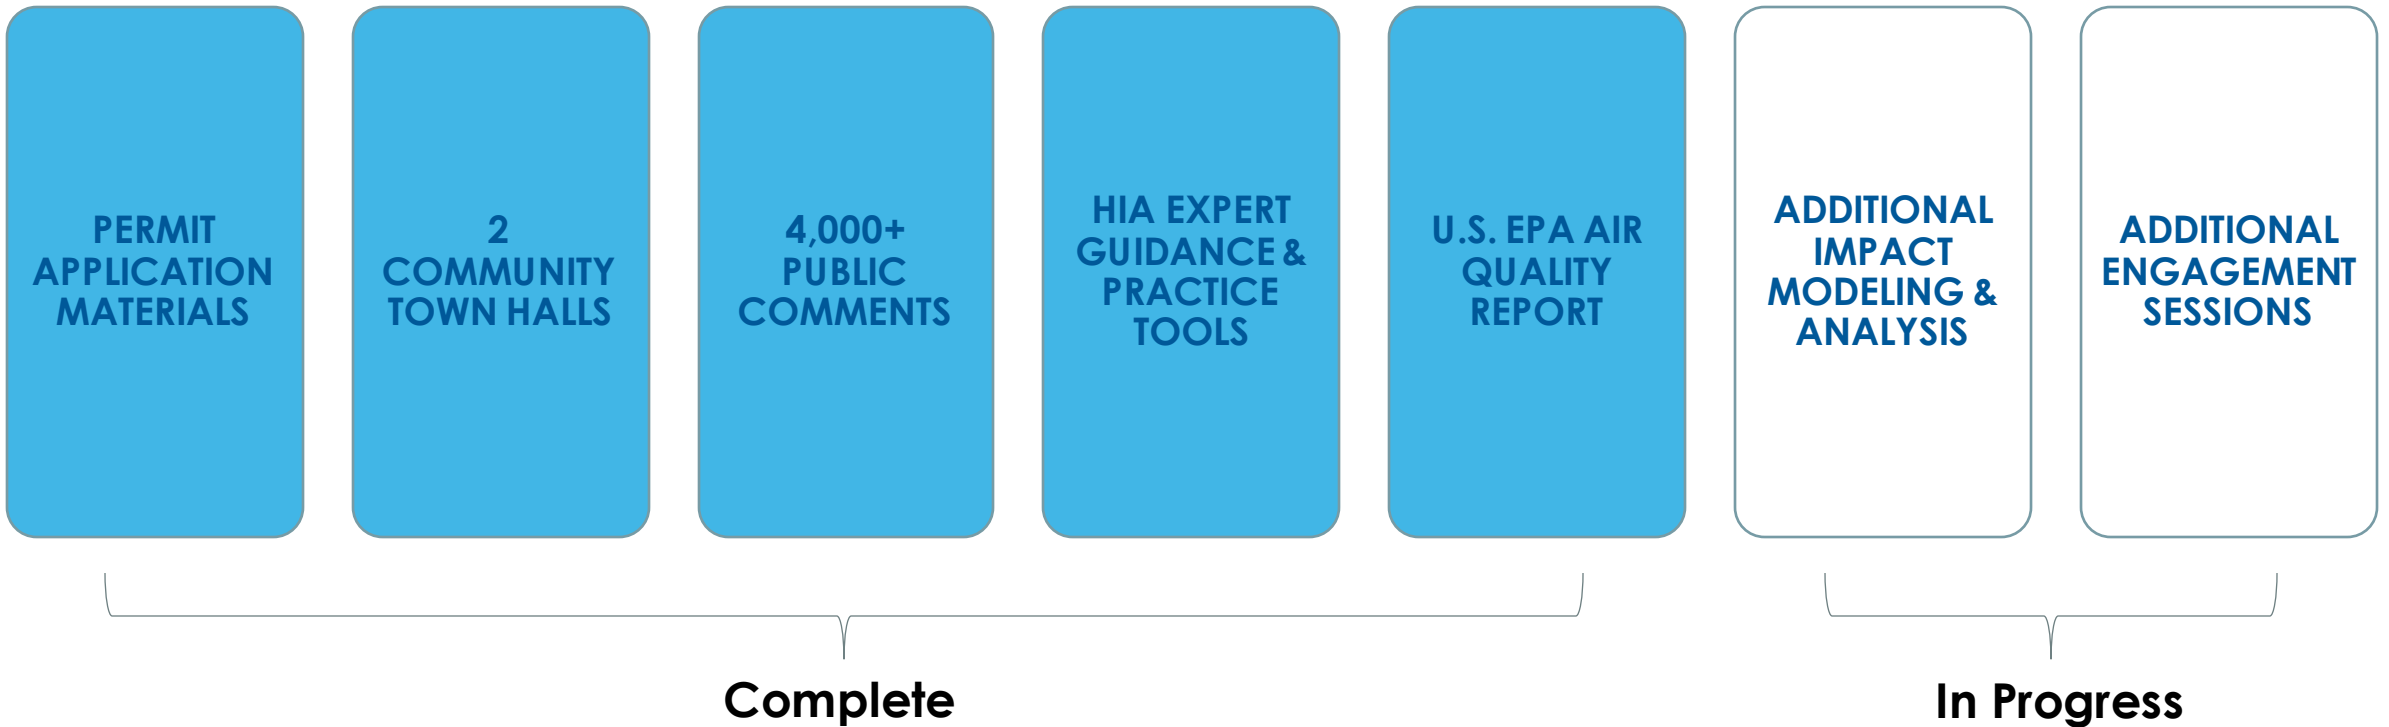 PERMIT
APPLICATION
MATERIALS
2
COMMUNITY
TOWN HALLS
4,000+
PUBLIC
COMMENTS
HIA EXPERT
GUIDANCE &
PRACTICE
TOOLS
U.S. EPA AIR
QUALITY
REPORT
ADDITIONAL
IMPACT
MODELING &
ANALYSIS
ADDITIONAL
ENGAGEMENT
SESSIONS
Complete
In Progress